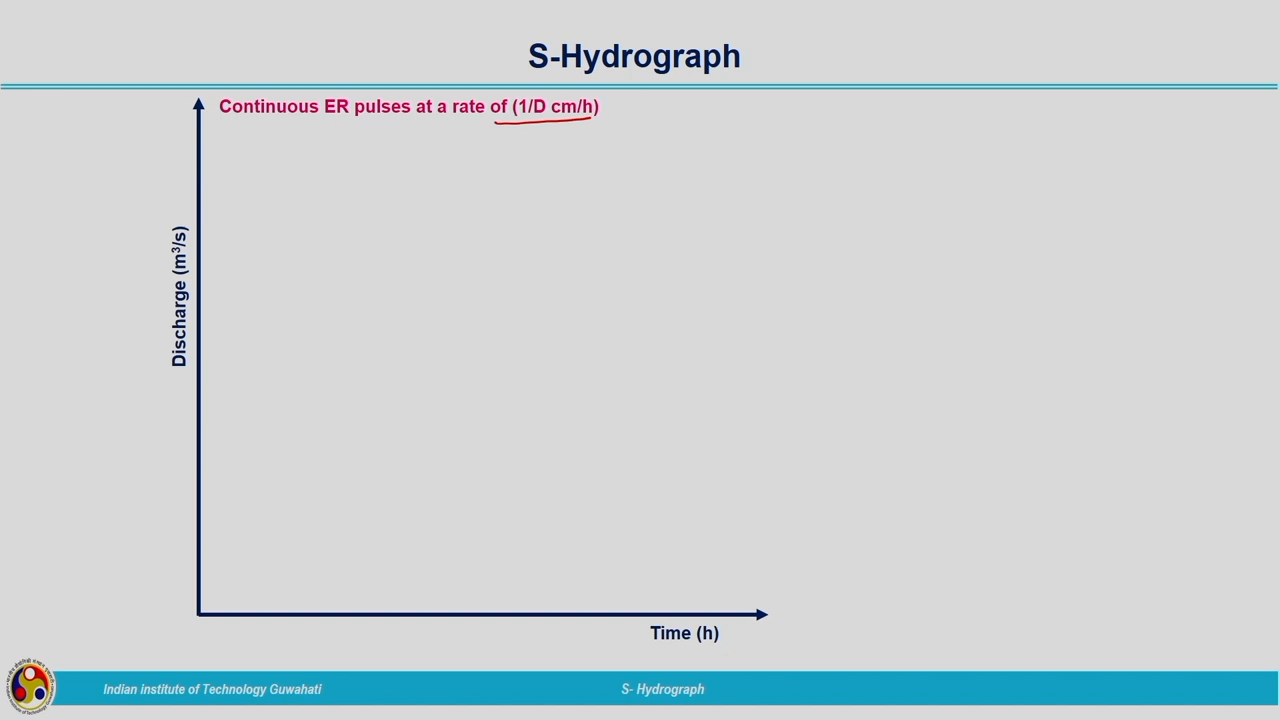 S-Hydrograph
Continuous ER pulses at a rate of (1/D cm/h)
Discharge (m³/s)
Time (h)
Indian institute of Technology Guwahati
S- Hydrograph